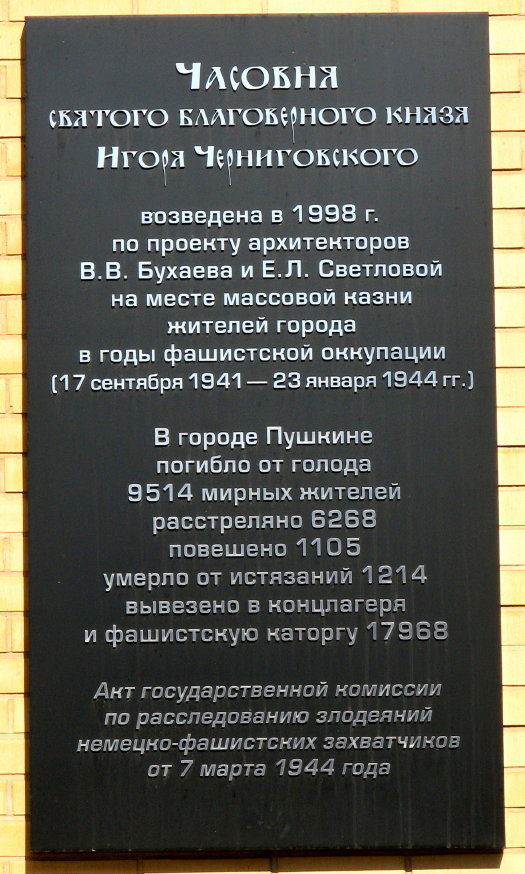 Часовня
святого благоверного князя
Игоря Черниговского
возведена в 1998 г.
по проекту архитекторов
В.В. Бухаева и Е.Л. Светловой
на месте массовой казни
жителей города
в годы фашистской оккупации
(17 сентября 1941 — 23 января 1944 гг.)
В городе Пушкине
погибло от голода
9514 мирных жителей
расстреляно 6268
повешено 1105
умерло от истязаний 1214
вывезено в концлагеря
и фашистскую каторгу 17968
Акт государственной комиссии
по расследованию злодеяний
немецко-фашистских захватчиков
от 7 марта 1944 года